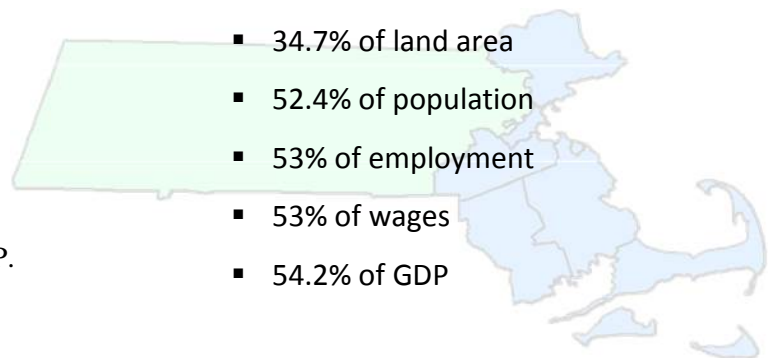 ▪ 34.7% of land area
▪ 52.4% of population
▪ 53% of employment
▪ 53% of wages
P.
▪ 54.2% of GDP